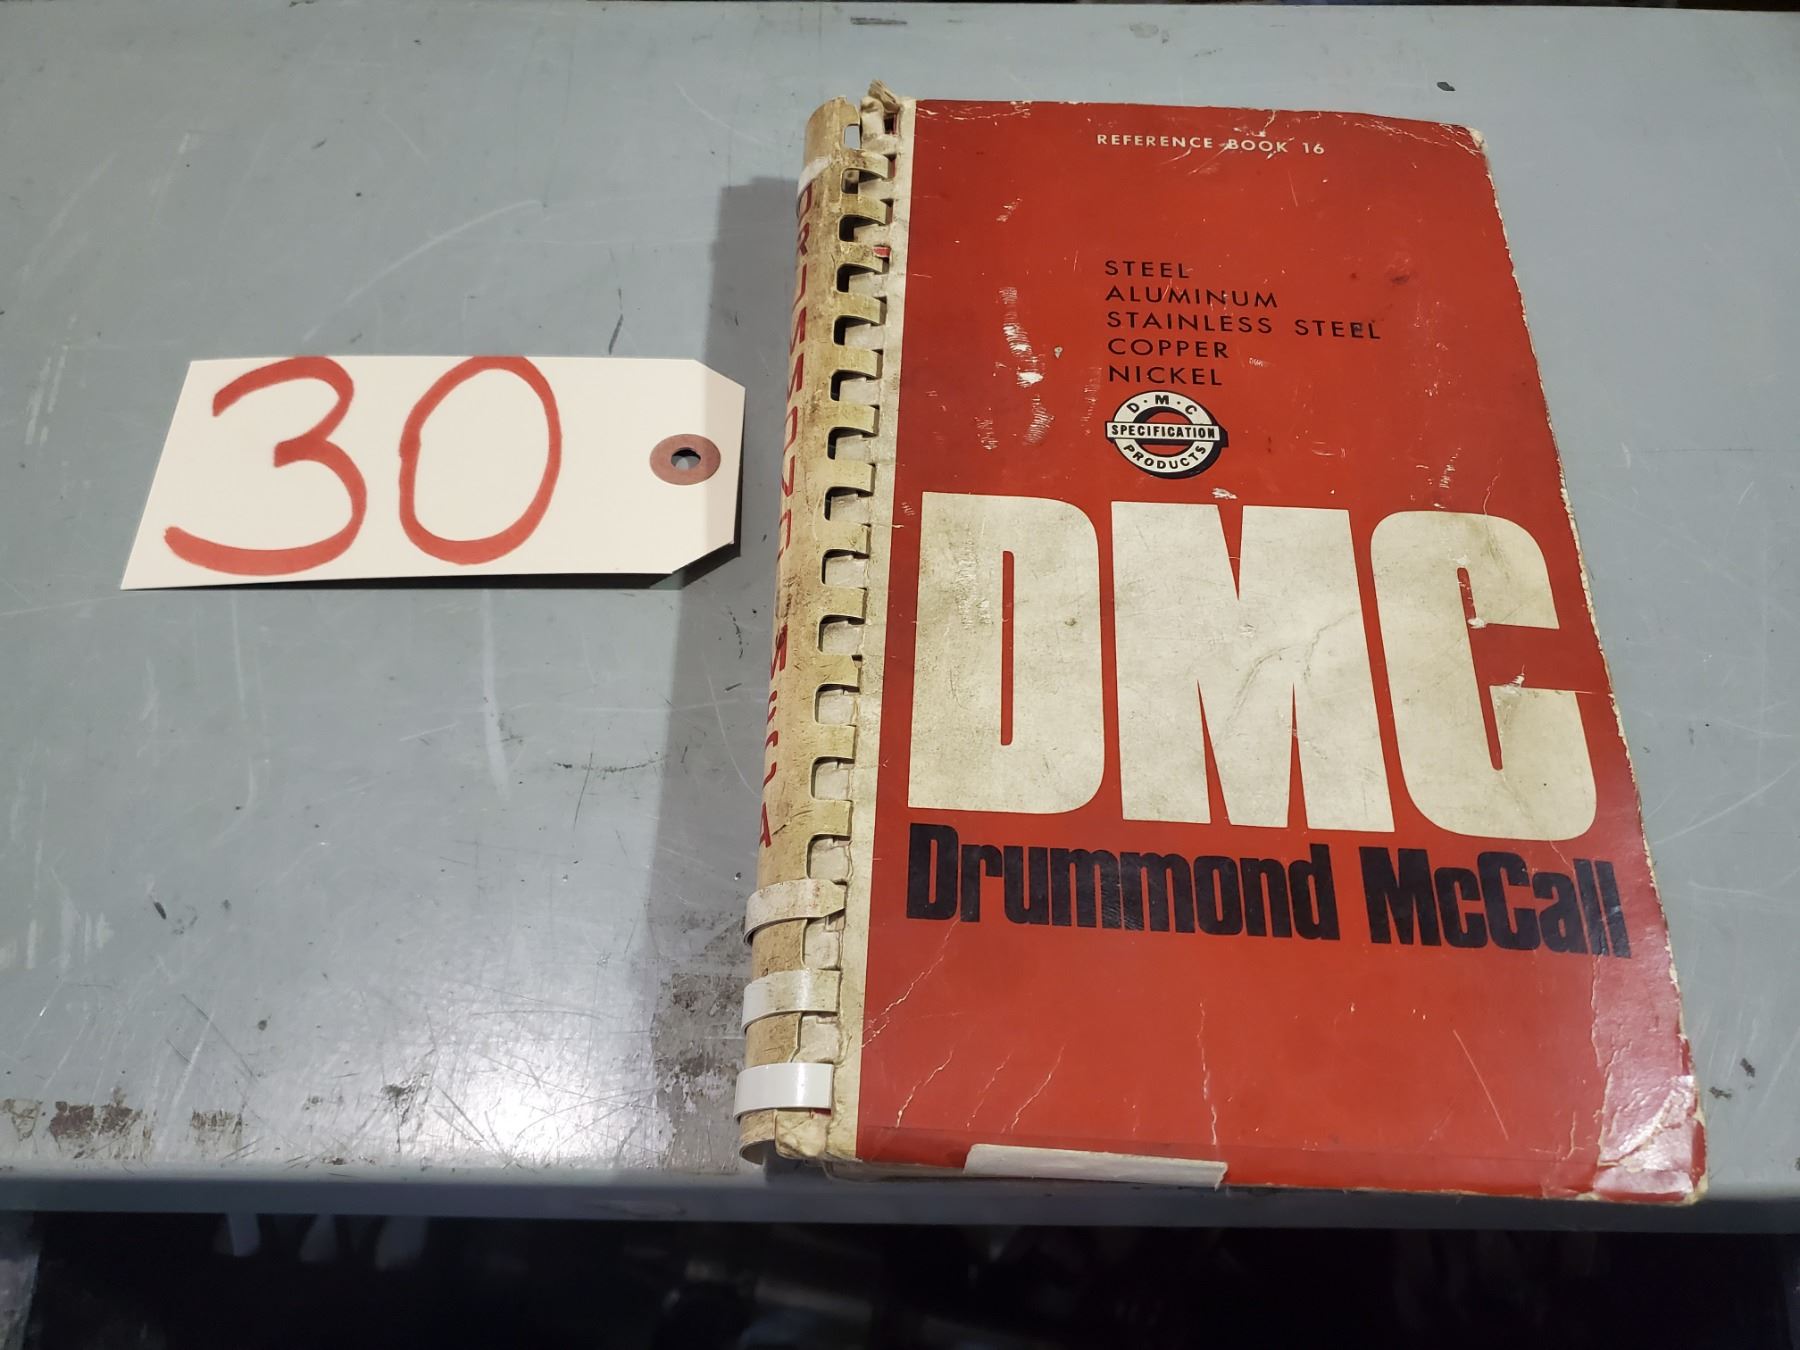 30
REFERENCE BOOK 16
STEEL
ALUMINUM
STAINLESS STEEL
COPPER
NICKEL
D·M·C
SPECIFICATION
PRODUCTS
DMC
Drummond McCall